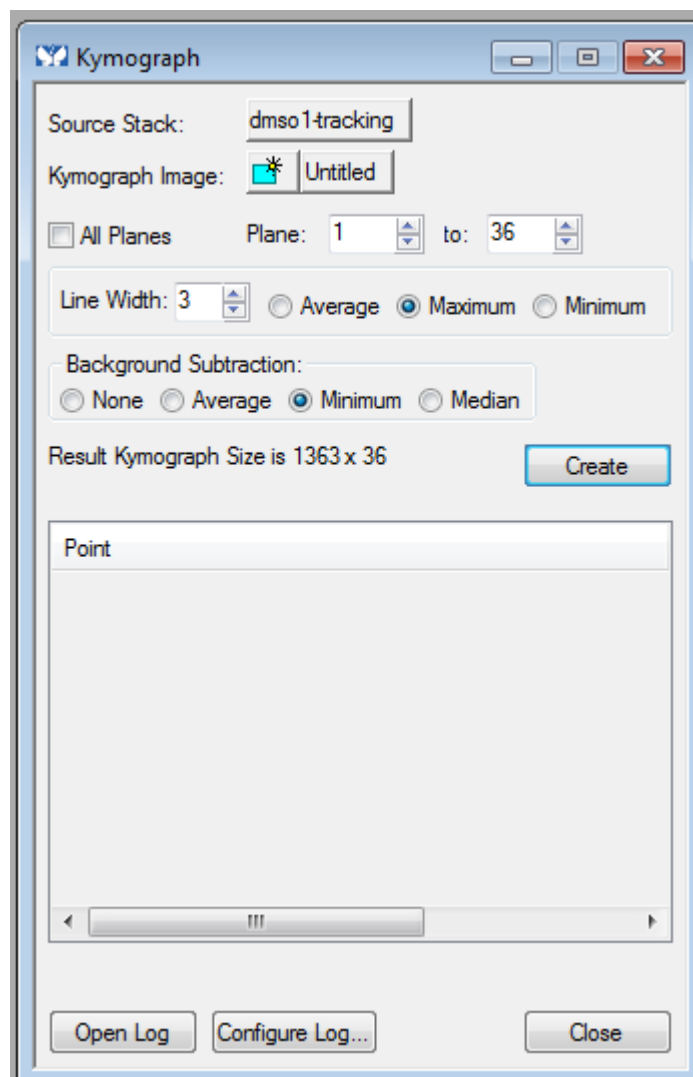 Kymograph
Source Stack: dmso1-tracking
Kymograph Image: Untitled
All Planes Plane: 1 to: 36
Line Width: 3 Average Maximum Minimum
Background Subtraction:
None Average Minimum Median
Result Kymograph Size is 1363 x 36 Create
Point
Open Log Configure Log... Close